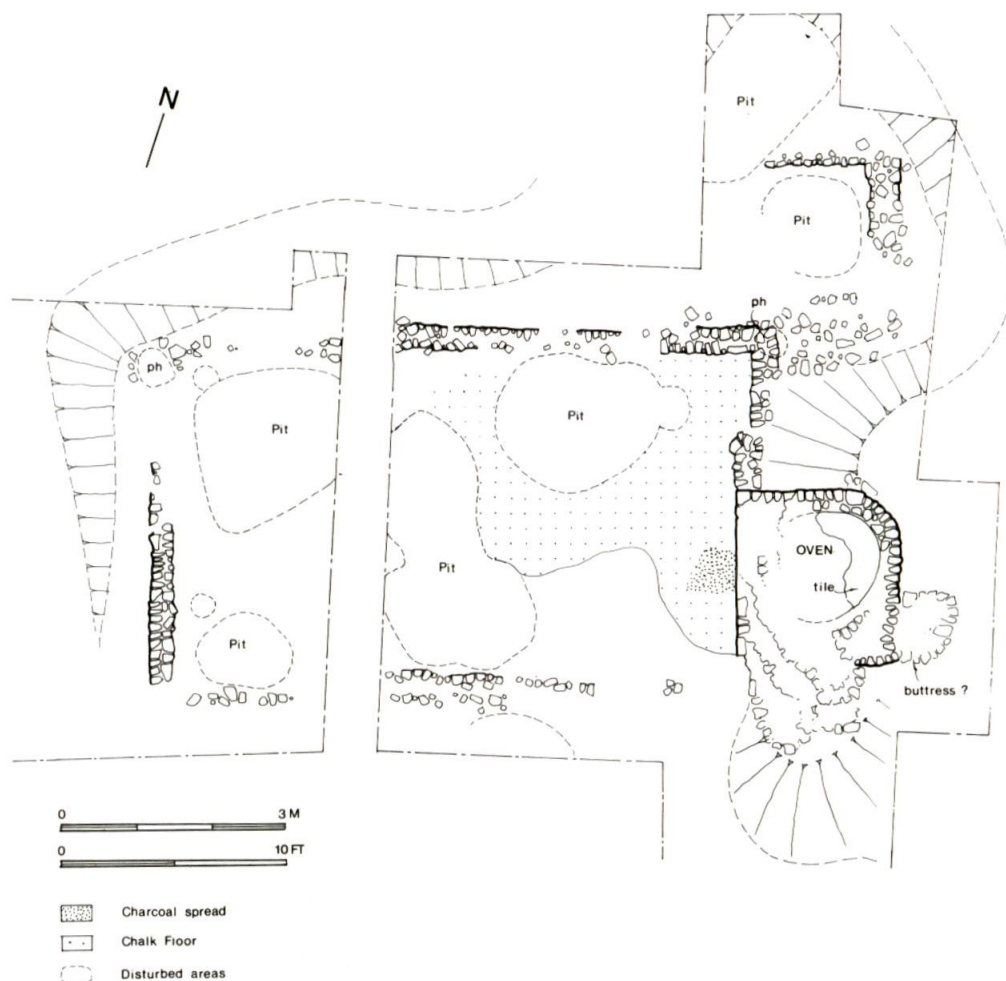 N
Pit
Pit
ph
ph
Pit
Pit
Pit
OVEN
tile
Pit
buttress ?
0 3 M
0 10 FT
Charcoal spread
Chalk Floor
Disturbed areas